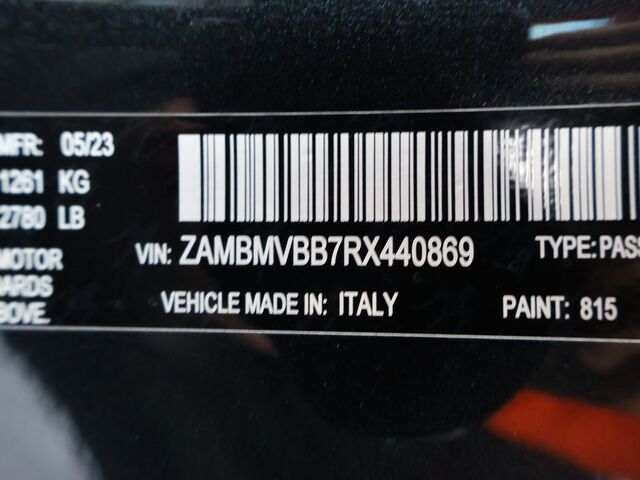 MFR: 05/23
1261 KG
2780 LB
MOTOR VIN: ZAMBMVBB7RX440869 TYPE: PASS
ARDS VEHICLE MADE IN: ITALY PAINT: 815
BOVE.